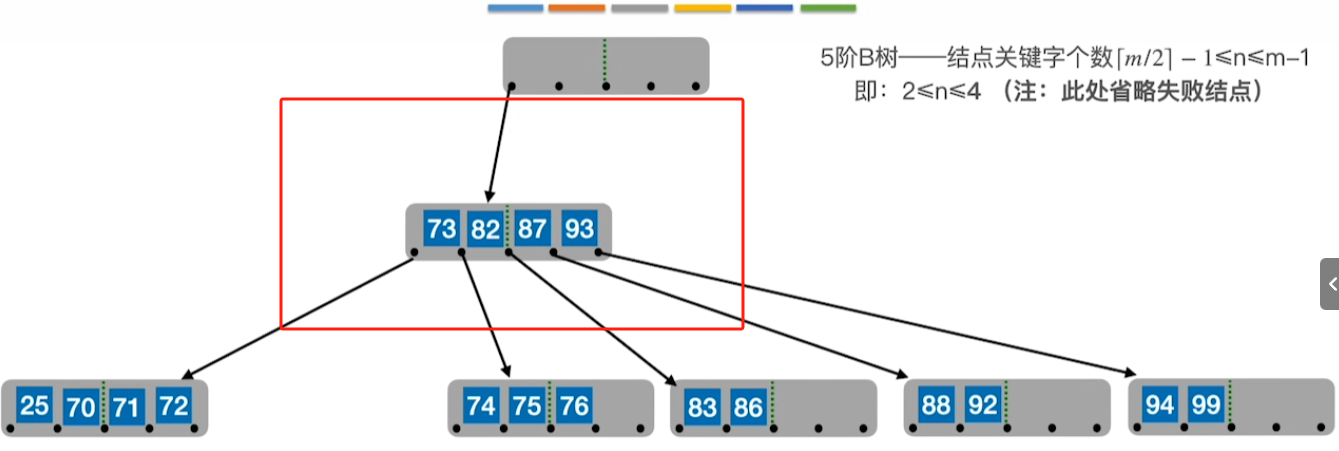 5阶B树——结点关键字个数⌈m/2⌉ – 1≤n≤m–1
即：2≤n≤4 （注：此处省略失败结点）
73 82 87 93
25 70 71 72 74 75 76 83 86 88 92 94 99